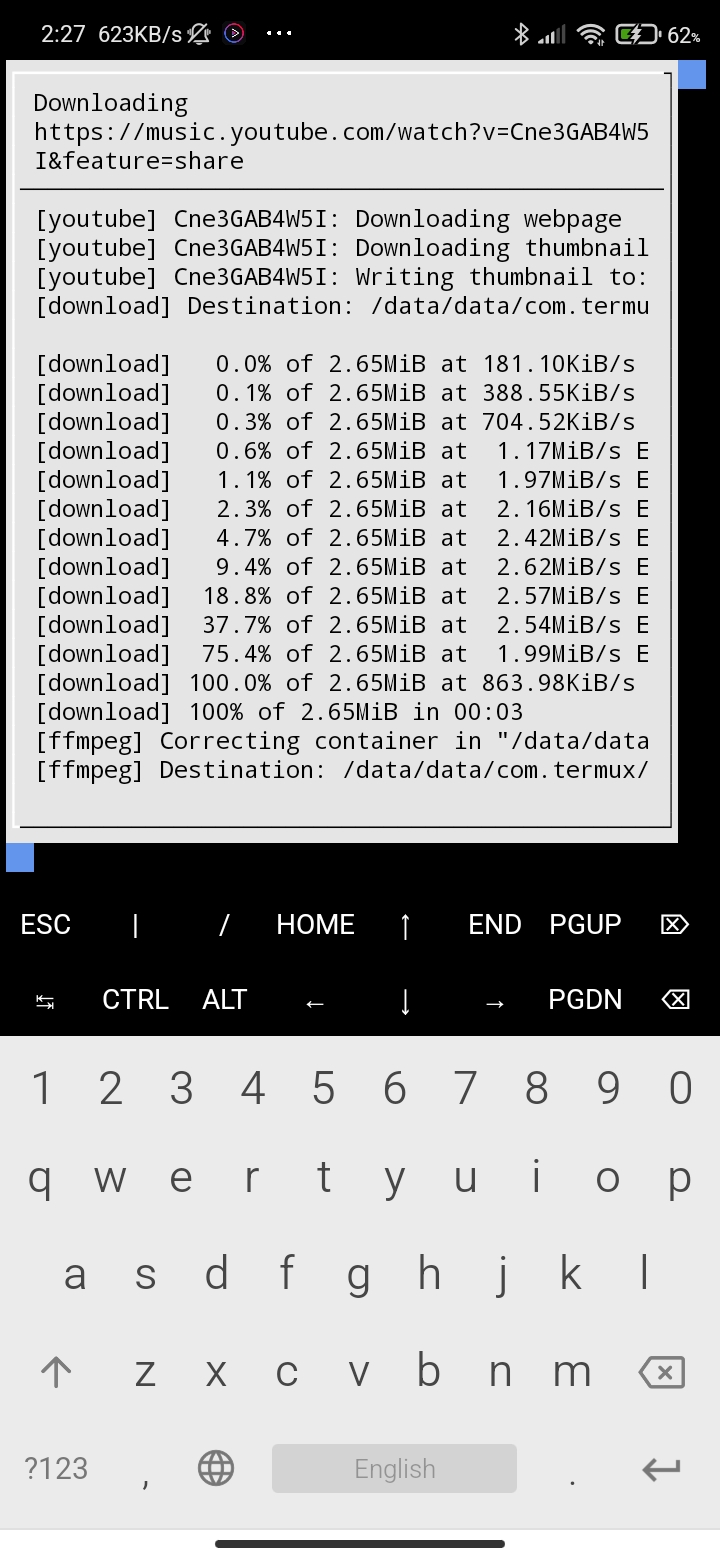 2:27 623KB/s 62%
Downloading
https://music.youtube.com/watch?v=Cne3GAB4W5
I&feature=share
[youtube] Cne3GAB4W5I: Downloading webpage
[youtube] Cne3GAB4W5I: Downloading thumbnail
[youtube] Cne3GAB4W5I: Writing thumbnail to:
[download] Destination: /data/data/com.termu
[download] 0.0% of 2.65MiB at 181.10KiB/s
[download] 0.1% of 2.65MiB at 388.55KiB/s
[download] 0.3% of 2.65MiB at 704.52KiB/s
[download] 0.6% of 2.65MiB at 1.17MiB/s E
[download] 1.1% of 2.65MiB at 1.97MiB/s E
[download] 2.3% of 2.65MiB at 2.16MiB/s E
[download] 4.7% of 2.65MiB at 2.42MiB/s E
[download] 9.4% of 2.65MiB at 2.62MiB/s E
[download] 18.8% of 2.65MiB at 2.57MiB/s E
[download] 37.7% of 2.65MiB at 2.54MiB/s E
[download] 75.4% of 2.65MiB at 1.99MiB/s E
[download] 100.0% of 2.65MiB at 863.98KiB/s
[download] 100% of 2.65MiB in 00:03
[ffmpeg] Correcting container in "/data/data
[ffmpeg] Destination: /data/data/com.termux/
ESC | / HOME ↑ END PGUP ⌦
↹ CTRL ALT ← ↓ → PGDN ⌫
1 2 3 4 5 6 7 8 9 0
q w e r t y u i o p
a s d f g h j k l
z x c v b n m
?123 , English .